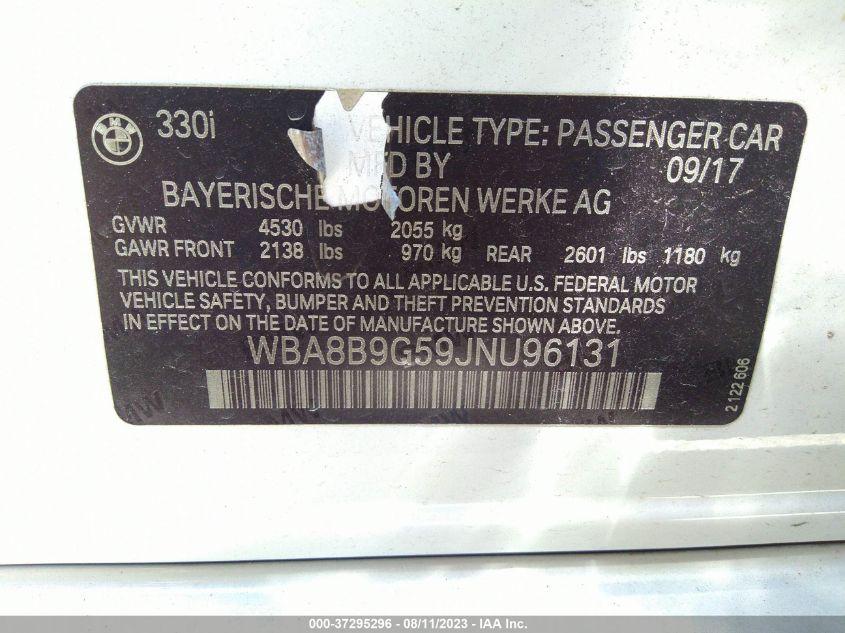 BMW 330i VEHICLE TYPE: PASSENGER CAR
MFD BY 09/17
BAYERISCHE MOTOREN WERKE AG
GVWR 4530 lbs 2055 kg
GAWR FRONT 2138 lbs 970 kg REAR 2601 lbs 1180 kg
THIS VEHICLE CONFORMS TO ALL APPLICABLE U.S. FEDERAL MOTOR
VEHICLE SAFETY, BUMPER AND THEFT PREVENTION STANDARDS
IN EFFECT ON THE DATE OF MANUFACTURE SHOWN ABOVE.
WBA8B9G59JNU96131
2 122 606
000-37295296 - 08/11/2023 - IAA Inc.